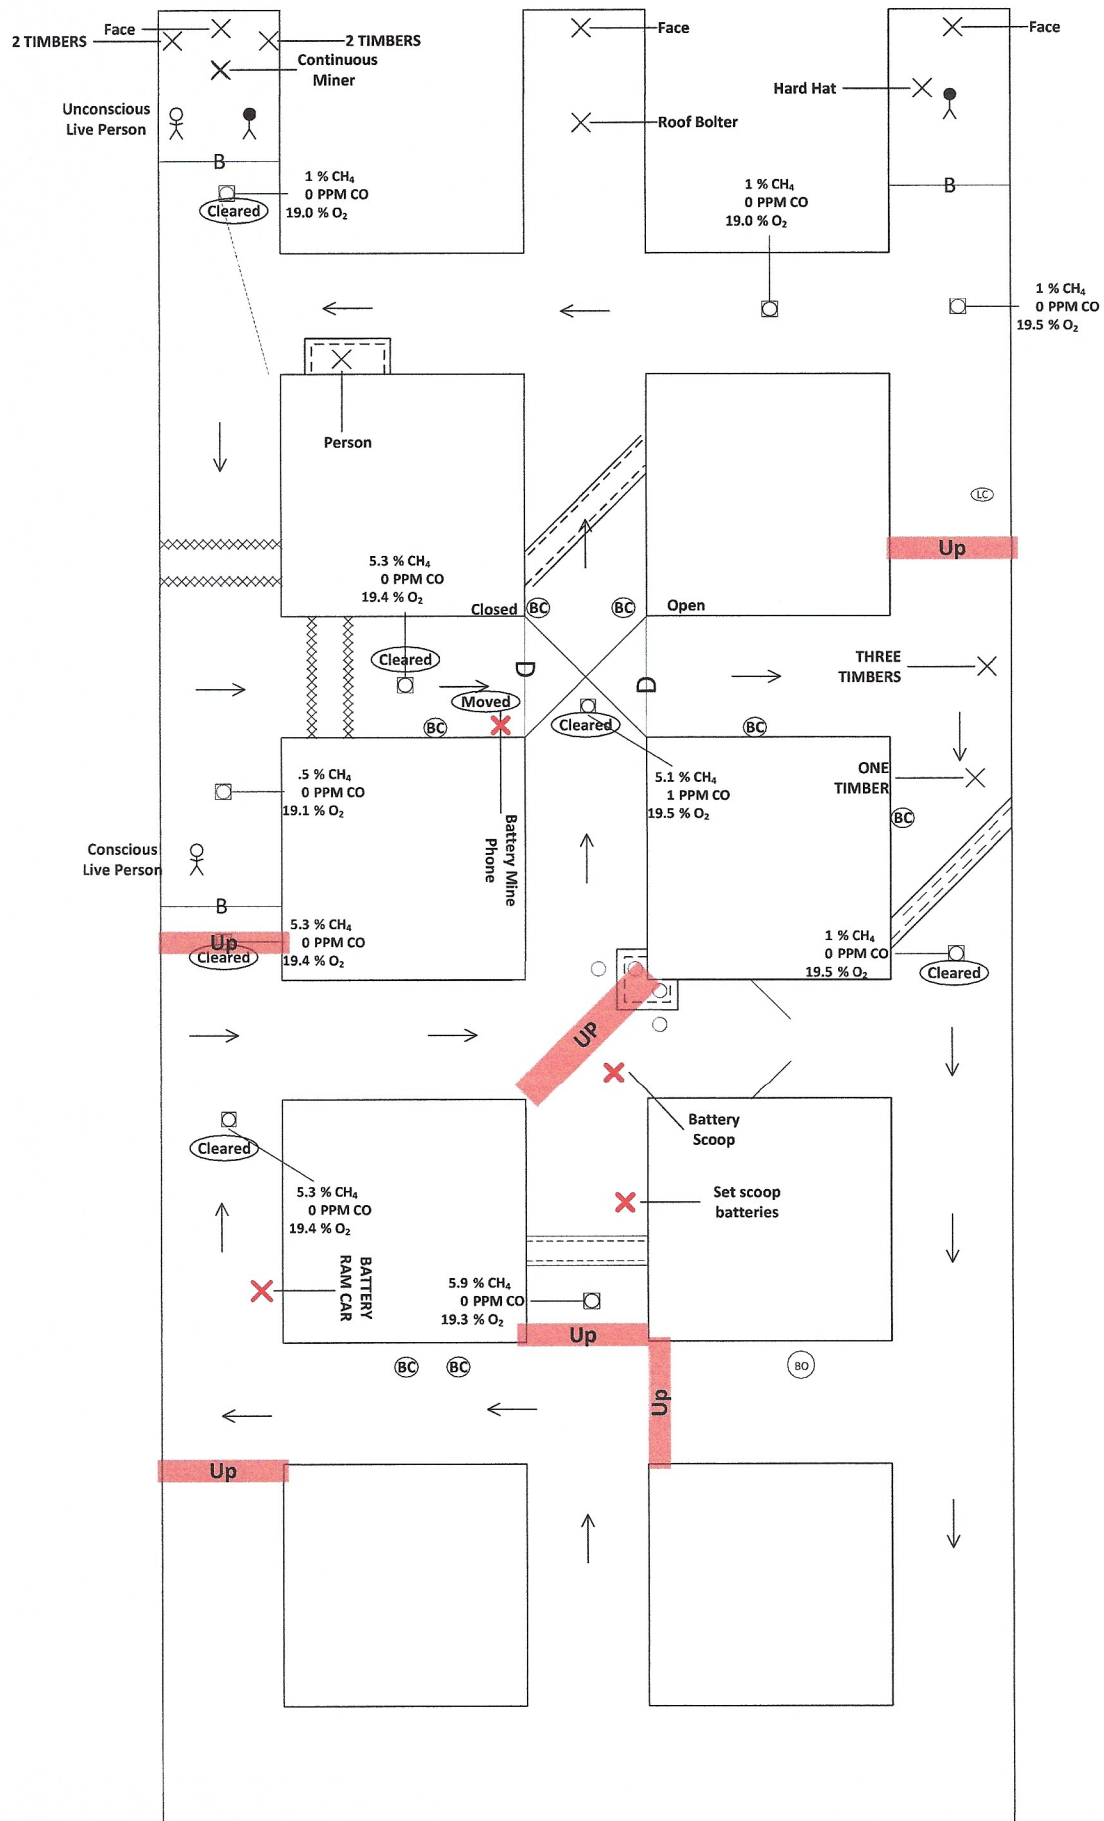 Face
2 TIMBERS
2 TIMBERS
Continuous
Miner
Unconscious
Live Person
B
1 % CH₄
0 PPM CO
19.0 % O₂
Cleared
Face
Roof Bolter
Face
Hard Hat
B
1 % CH₄
0 PPM CO
19.0 % O₂
1 % CH₄
0 PPM CO
19.5 % O₂
Person
LC
Up
5.3 % CH₄
0 PPM CO
19.4 % O₂
Closed
BC
BC
Open
Cleared
D
D
Moved
BC
Cleared
BC
THREE
TIMBERS
.5 % CH₄
0 PPM CO
19.1 % O₂
5.1 % CH₄
1 PPM CO
19.5 % O₂
ONE
TIMBER
BC
Battery Mine
Phone
Conscious
Live Person
B
Up
5.3 % CH₄
0 PPM CO
19.4 % O₂
Cleared
1 % CH₄
0 PPM CO
19.5 % O₂
Cleared
UP
Battery
Scoop
Cleared
5.3 % CH₄
0 PPM CO
19.4 % O₂
Set scoop
batteries
BATTERY
RAM CAR
5.9 % CH₄
0 PPM CO
19.3 % O₂
Up
BC
BC
BO
Up
Up